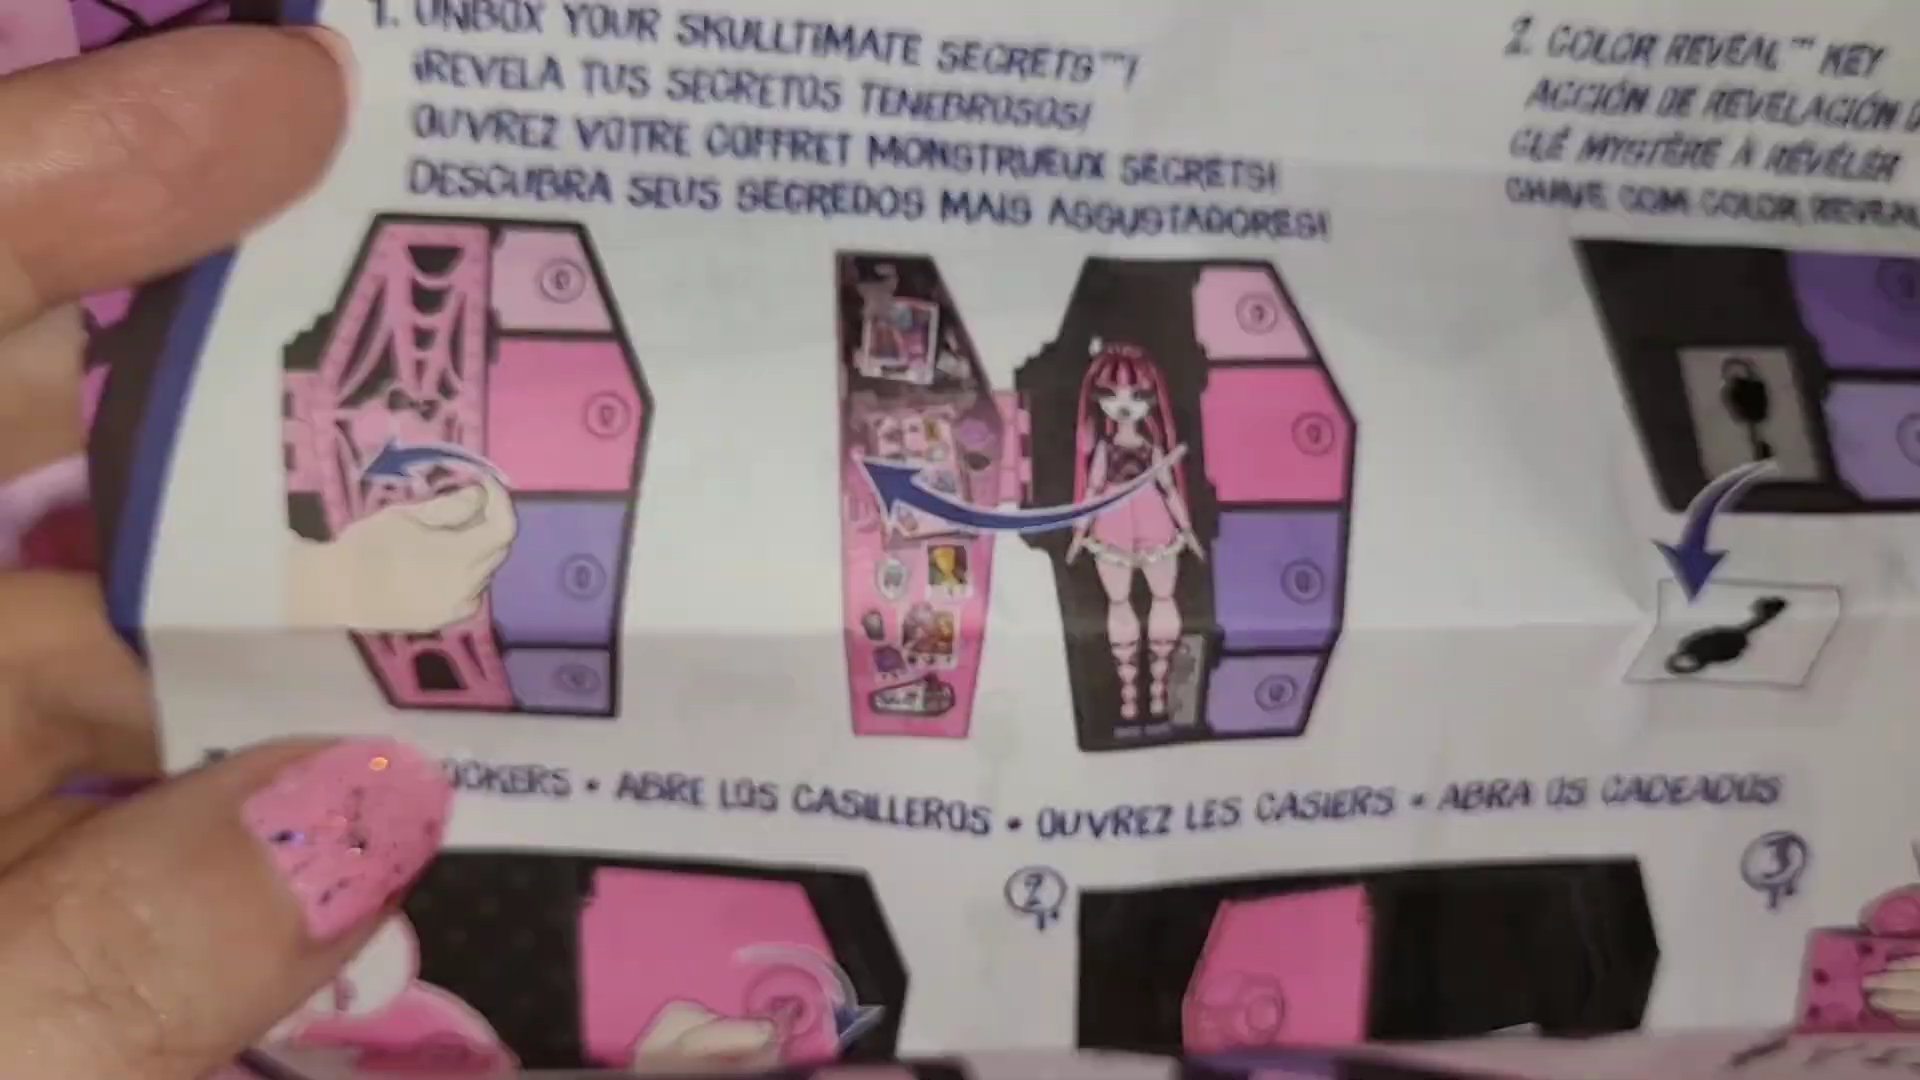 1. UNBOX YOUR SKULLTIMATE SECRETS™!
¡REVELA TUS SECRETOS TENEBROSOS!
OUVREZ VOTRE COFFRET MONSTRUEUX SECRETS!
DESCUBRA SEUS SEGREDOS MAIS ASSUSTADORES!
2. COLOR REVEAL™ KEY
ACCIÓN DE REVELACIÓN
CLÉ MYSTÈRE À RÉVÉLER
CHAVE COM COLOR REVEAL
OCKERS • ABRE LOS CASILLEROS • OUVREZ LES CASIERS • ABRA OS CADEADOS
2
3